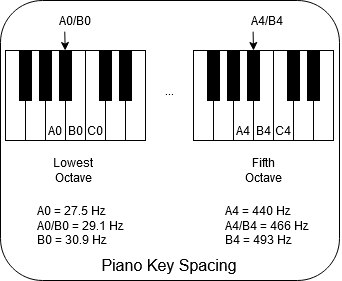 A0/B0 A4/B4
...
A0 B0 C0 A4 B4 C4
Lowest Fifth
Octave Octave
A0 = 27.5 Hz A4 = 440 Hz
A0/B0 = 29.1 Hz A4/B4 = 466 Hz
B0 = 30.9 Hz B4 = 493 Hz
Piano Key Spacing